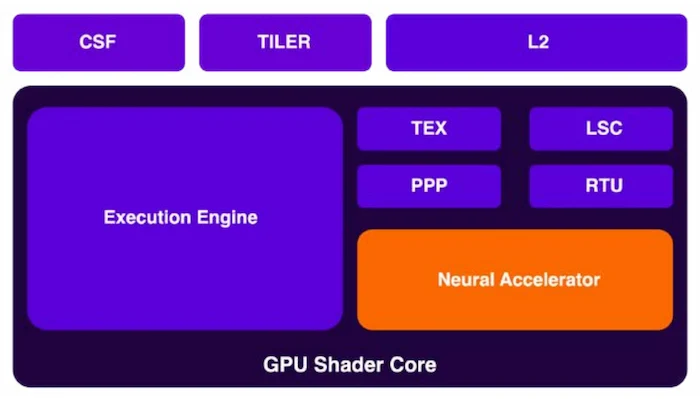 CSF
TILER
L2
TEX
LSC
PPP
RTU
Execution Engine
Neural Accelerator
GPU Shader Core